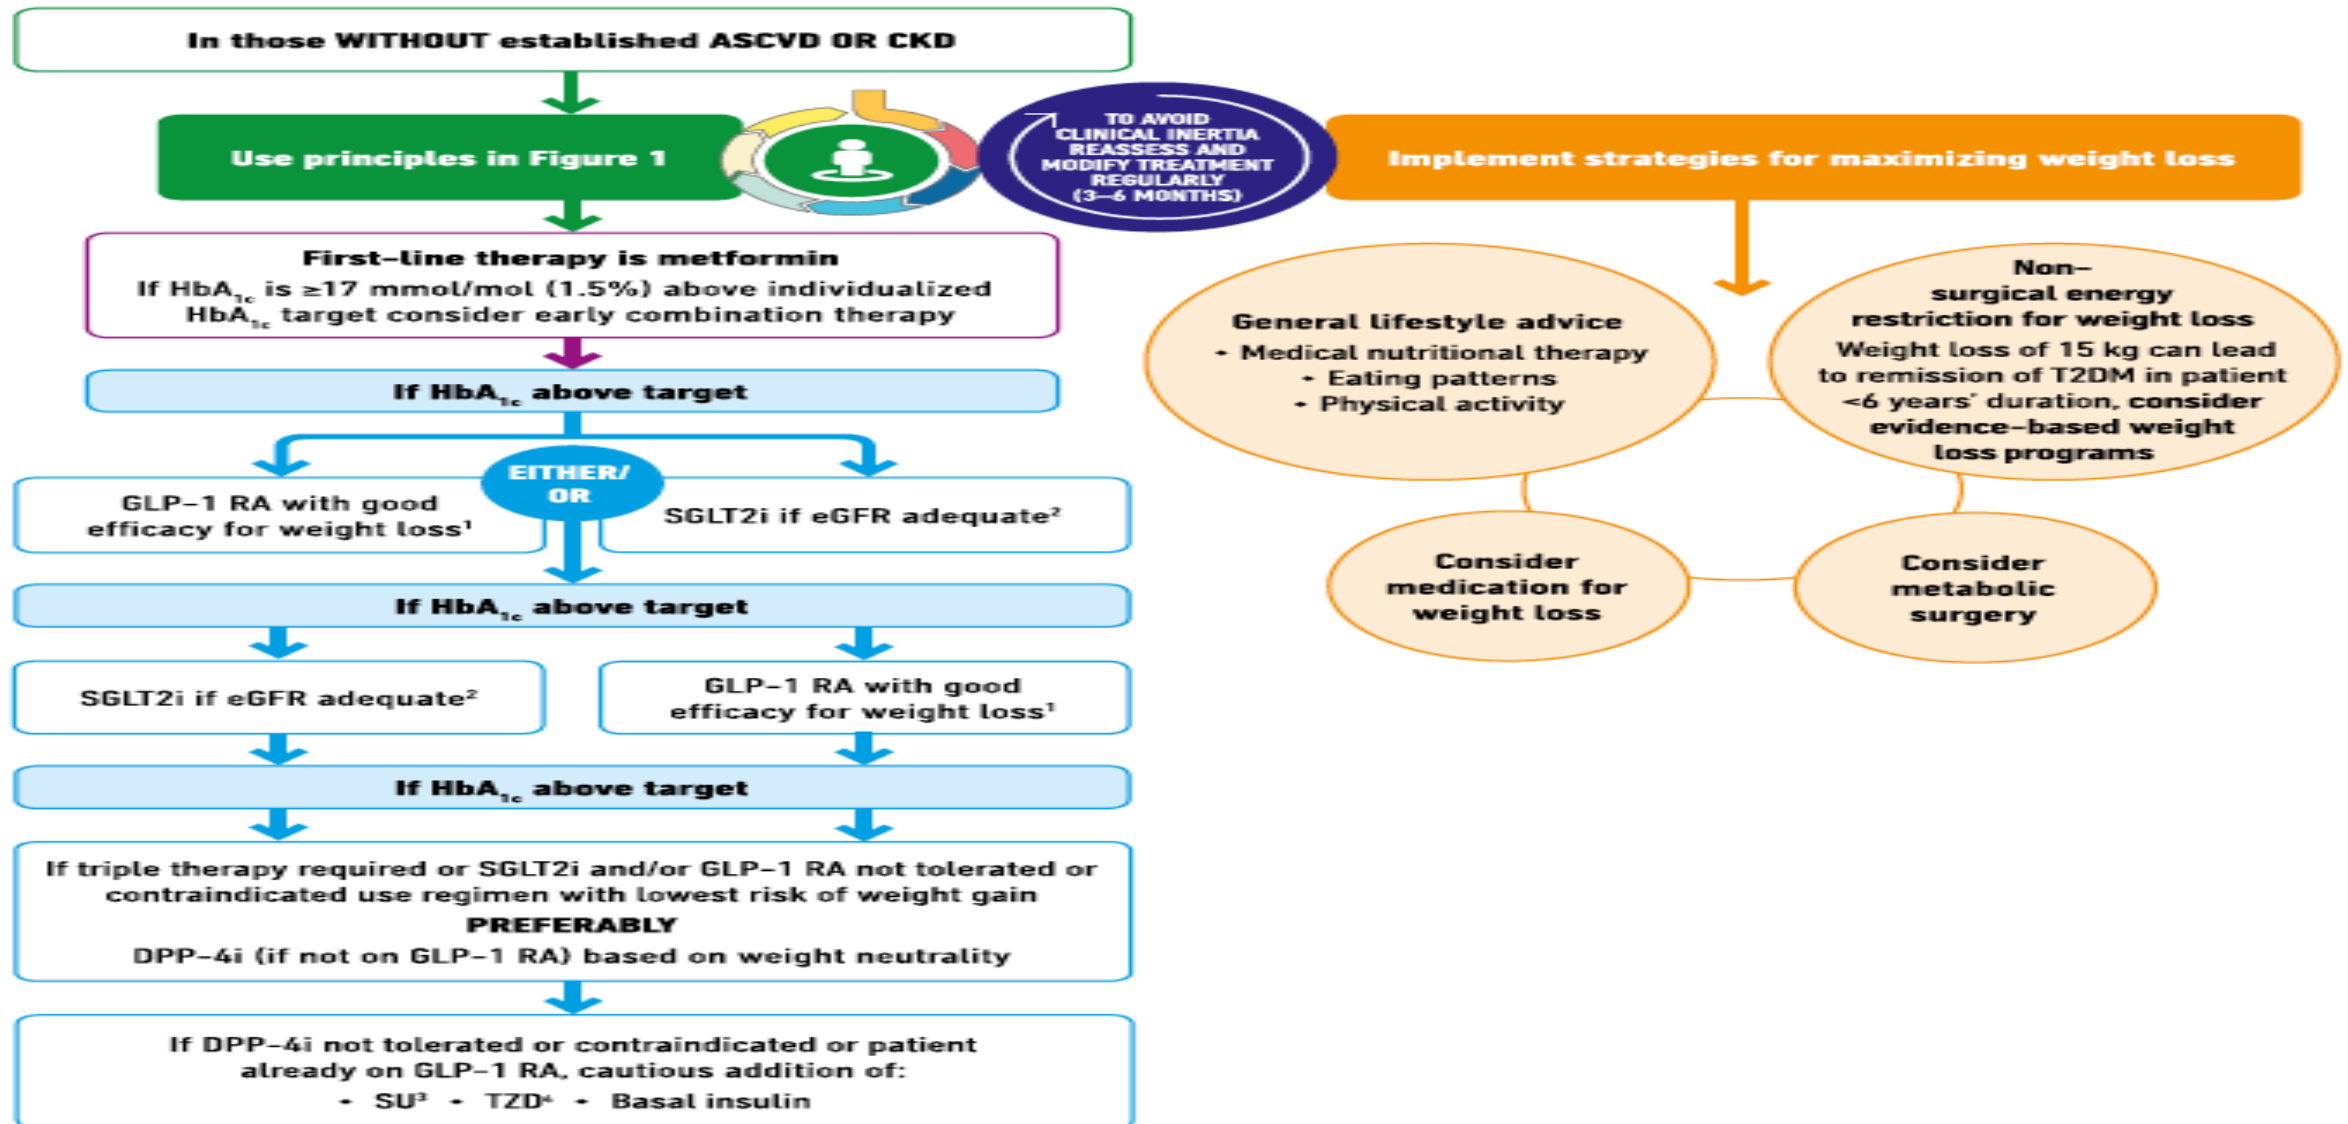 In those WITHOUT established ASCVD OR CKD
Use principles in Figure 1
TO AVOID
CLINICAL INERTIA
REASSESS AND
MODIFY TREATMENT
REGULARLY
(3–6 MONTHS)
Implement strategies for maximizing weight loss
First-line therapy is metformin
If HbA1c is ≥17 mmol/mol (1.5%) above individualized
HbA1c target consider early combination therapy
If HbA1c above target
EITHER/
OR
GLP-1 RA with good
efficacy for weight loss¹
SGLT2i if eGFR adequate²
If HbA1c above target
SGLT2i if eGFR adequate²
GLP-1 RA with good
efficacy for weight loss¹
If HbA1c above target
If triple therapy required or SGLT2i and/or GLP-1 RA not tolerated or
contraindicated use regimen with lowest risk of weight gain
PREFERABLY
DPP-4i (if not on GLP-1 RA) based on weight neutrality
If DPP-4i not tolerated or contraindicated or patient
already on GLP-1 RA, cautious addition of:
• SU³ • TZD⁴ • Basal insulin
General lifestyle advice
• Medical nutritional therapy
• Eating patterns
• Physical activity
Non-
surgical energy
restriction for weight loss
Weight loss of 15 kg can lead
to remission of T2DM in patient
<6 years' duration, consider
evidence-based weight
loss programs
Consider
medication for
weight loss
Consider
metabolic
surgery